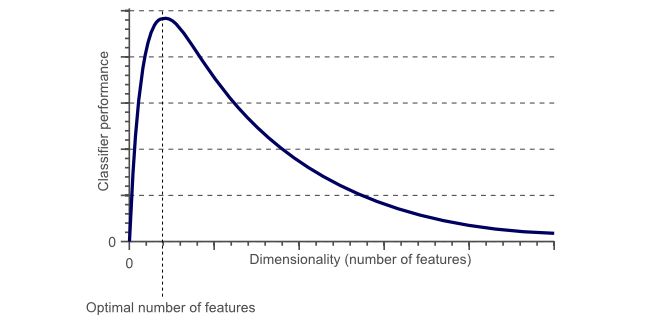 Classifier performance
0
0
Dimensionality (number of features)
Optimal number of features